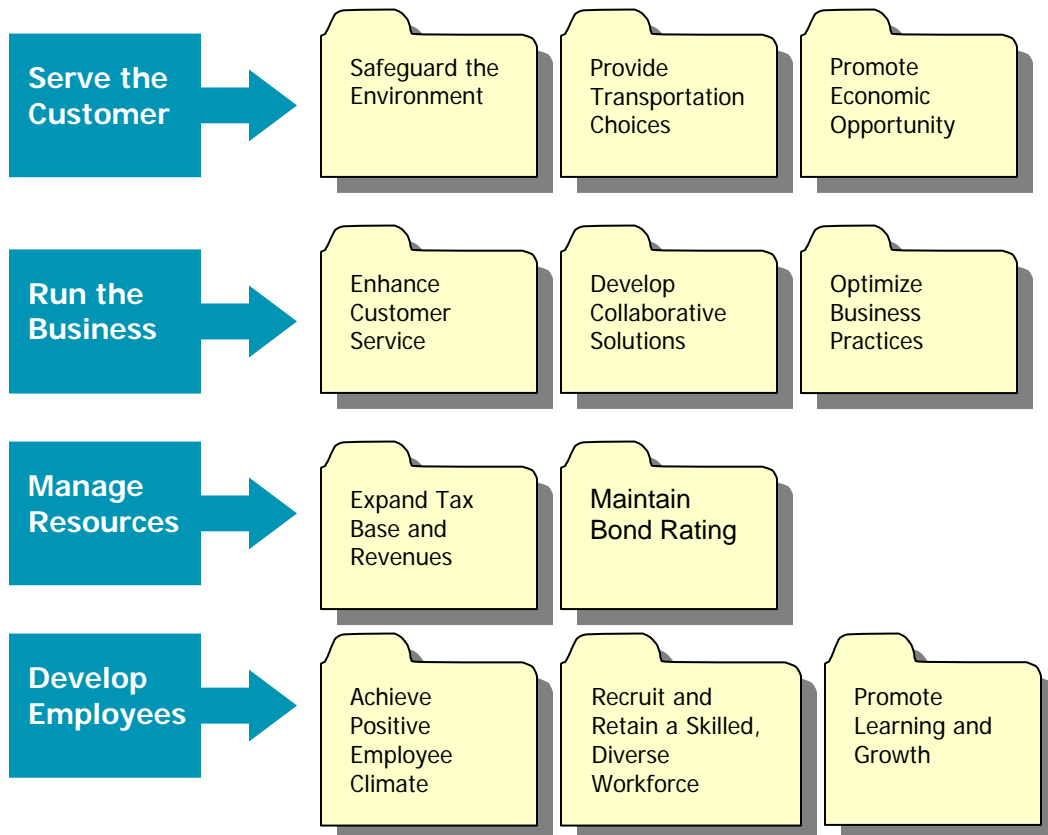 Serve the
Customer
Safeguard the
Environment
Provide
Transportation
Choices
Promote
Economic
Opportunity
Run the
Business
Enhance
Customer
Service
Develop
Collaborative
Solutions
Optimize
Business
Practices
Manage
Resources
Expand Tax
Base and
Revenues
Maintain
Bond Rating
Develop
Employees
Achieve
Positive
Employee
Climate
Recruit and
Retain a Skilled,
Diverse
Workforce
Promote
Learning and
Growth